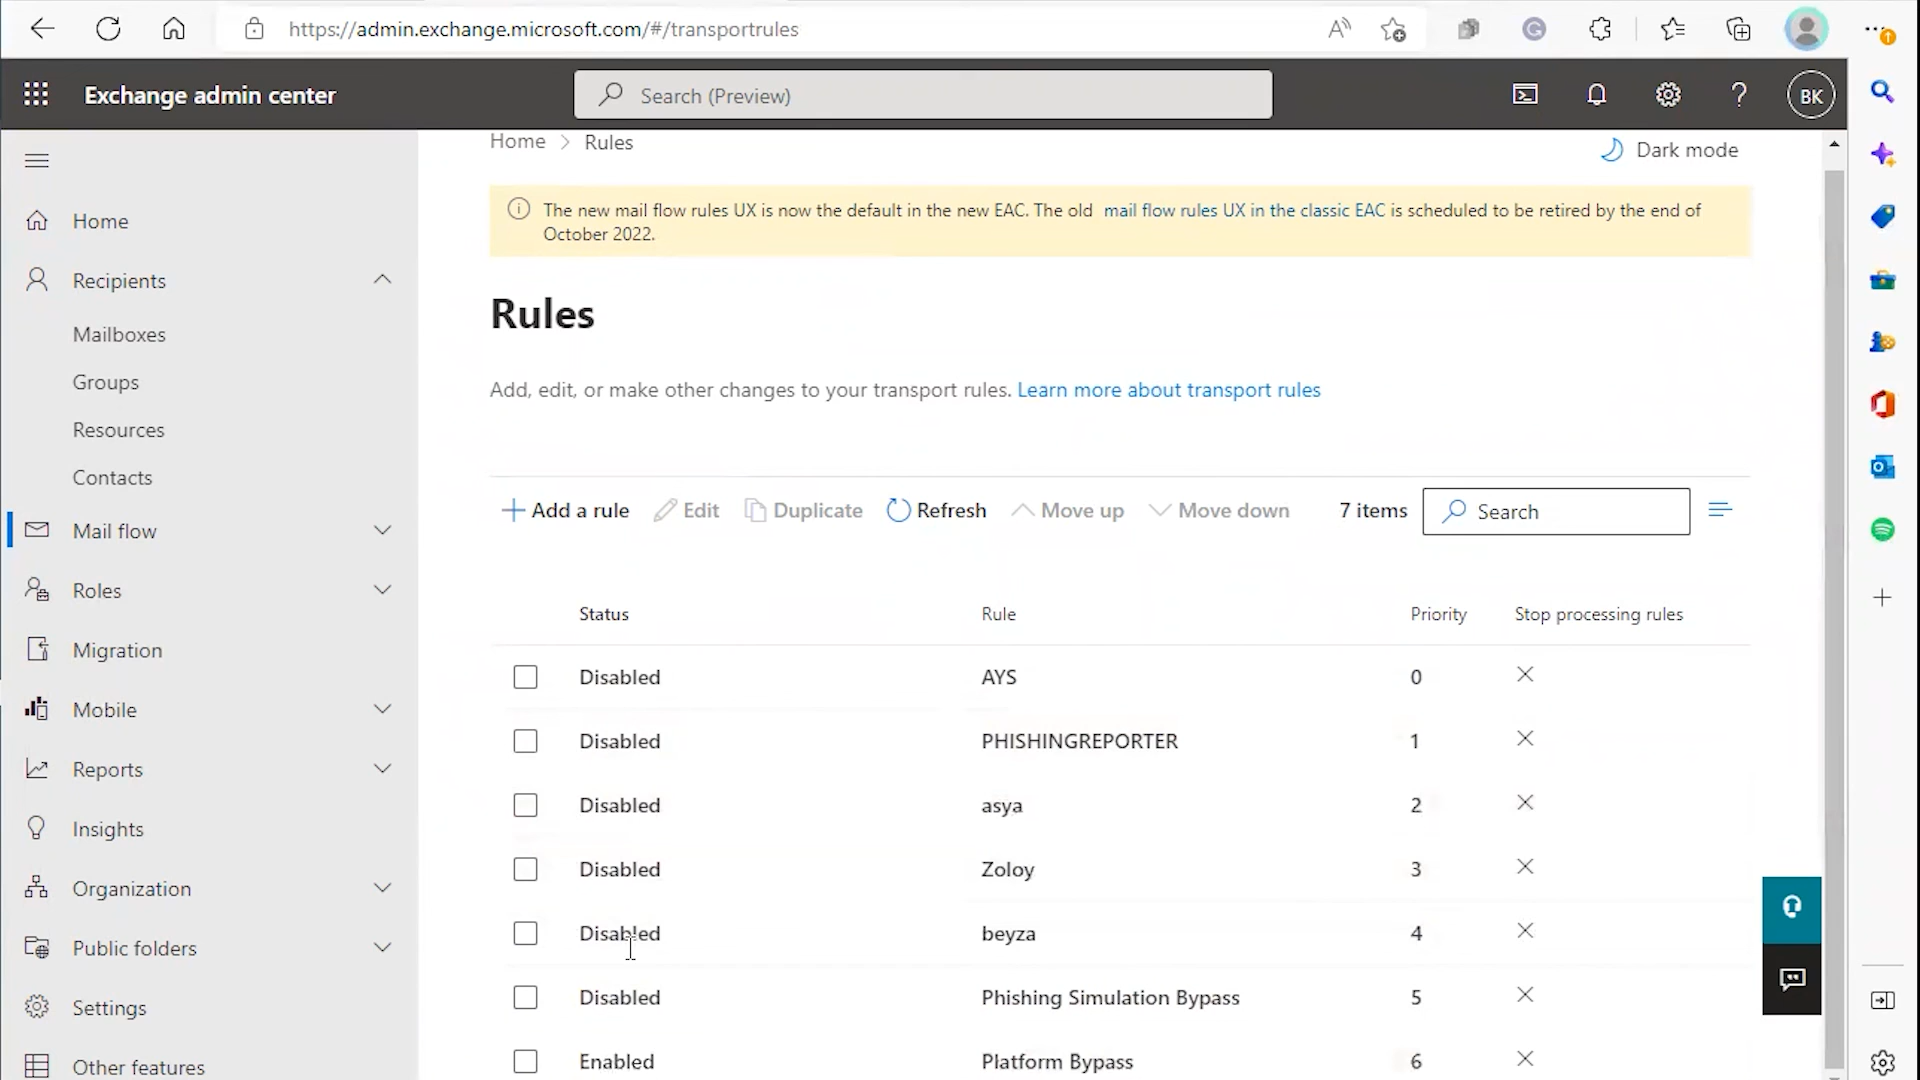 https://admin.exchange.microsoft.com/#/transportrules
Exchange admin center
Search (Preview)
BK
Home > Rules
Dark mode
The new mail flow rules UX is now the default in the new EAC. The old mail flow rules UX in the classic EAC is scheduled to be retired by the end of
October 2022.
Home
Recipients
Mailboxes
Groups
Resources
Contacts
Mail flow
Roles
Migration
Mobile
Reports
Insights
Organization
Public folders
Settings
Other features
Rules
Add, edit, or make other changes to your transport rules. Learn more about transport rules
Add a rule Edit Duplicate Refresh Move up Move down 7 items Search
Status Rule Priority Stop processing rules
Disabled AYS 0
Disabled PHISHINGREPORTER 1
Disabled asya 2
Disabled Zoloy 3
Disabled beyza 4
Disabled Phishing Simulation Bypass 5
Enabled Platform Bypass 6